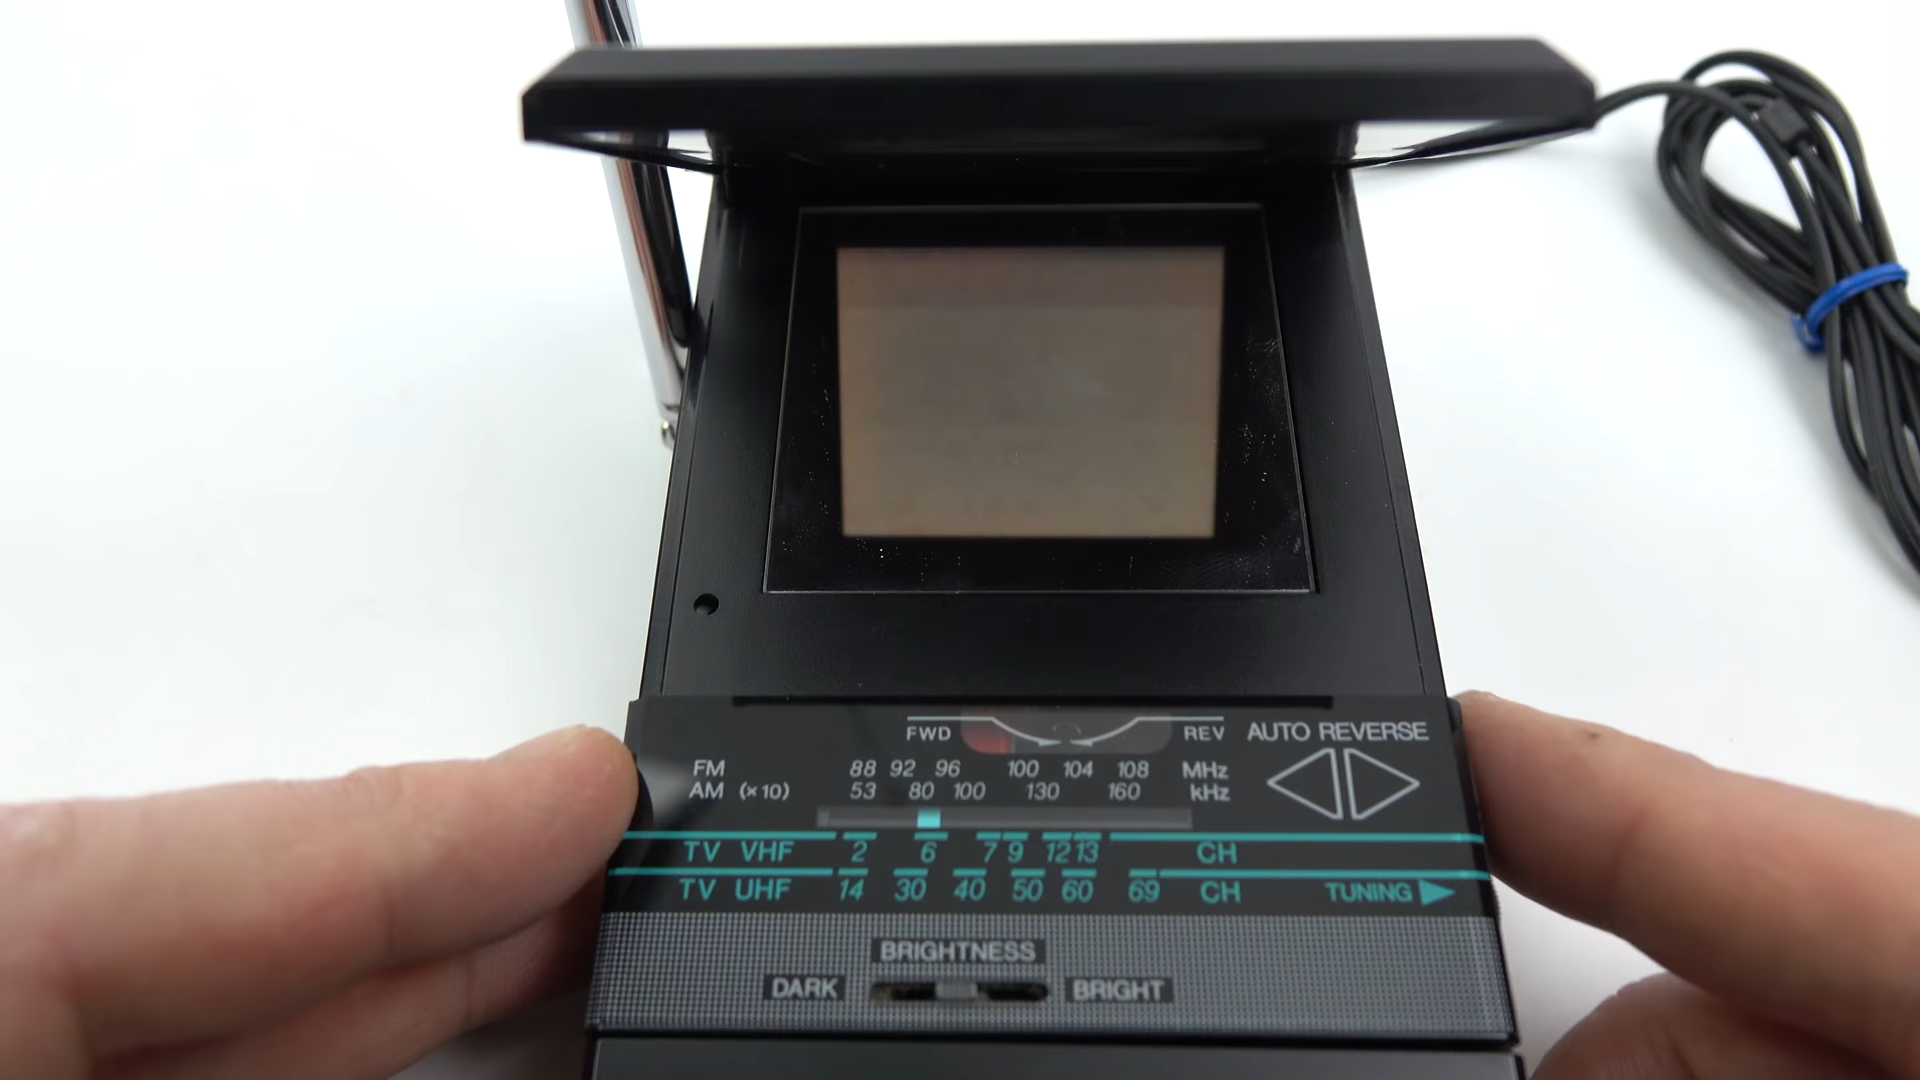 FWD REV AUTO REVERSE
FM 88 92 96 100 104 108 MHz
AM (×10) 53 80 100 130 160 kHz
TV VHF 2 6 7 9 12 13 CH
TV UHF 14 30 40 50 60 69 CH TUNING
BRIGHTNESS
DARK BRIGHT